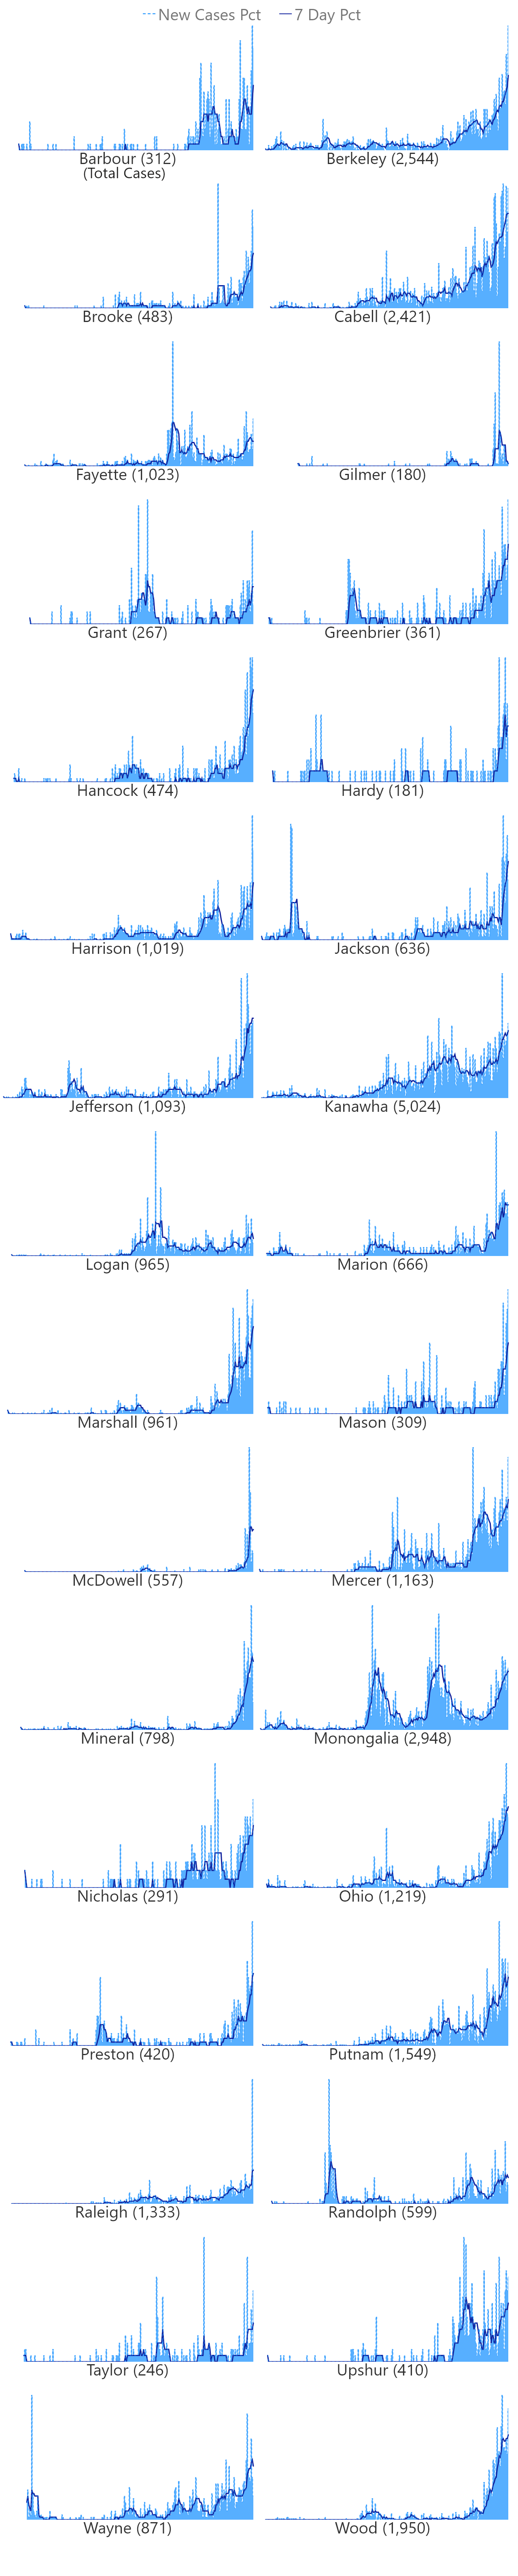 New Cases Pct 7 Day Pct
Barbour (312) Berkeley (2,544)
(Total Cases)
Brooke (483) Cabell (2,421)
Fayette (1,023) Gilmer (180)
Grant (267) Greenbrier (361)
Hancock (474) Hardy (181)
Harrison (1,019) Jackson (636)
Jefferson (1,093) Kanawha (5,024)
Logan (965) Marion (666)
Marshall (961) Mason (309)
McDowell (557) Mercer (1,163)
Mineral (798) Monongalia (2,948)
Nicholas (291) Ohio (1,219)
Preston (420) Putnam (1,549)
Raleigh (1,333) Randolph (599)
Taylor (246) Upshur (410)
Wayne (871) Wood (1,950)